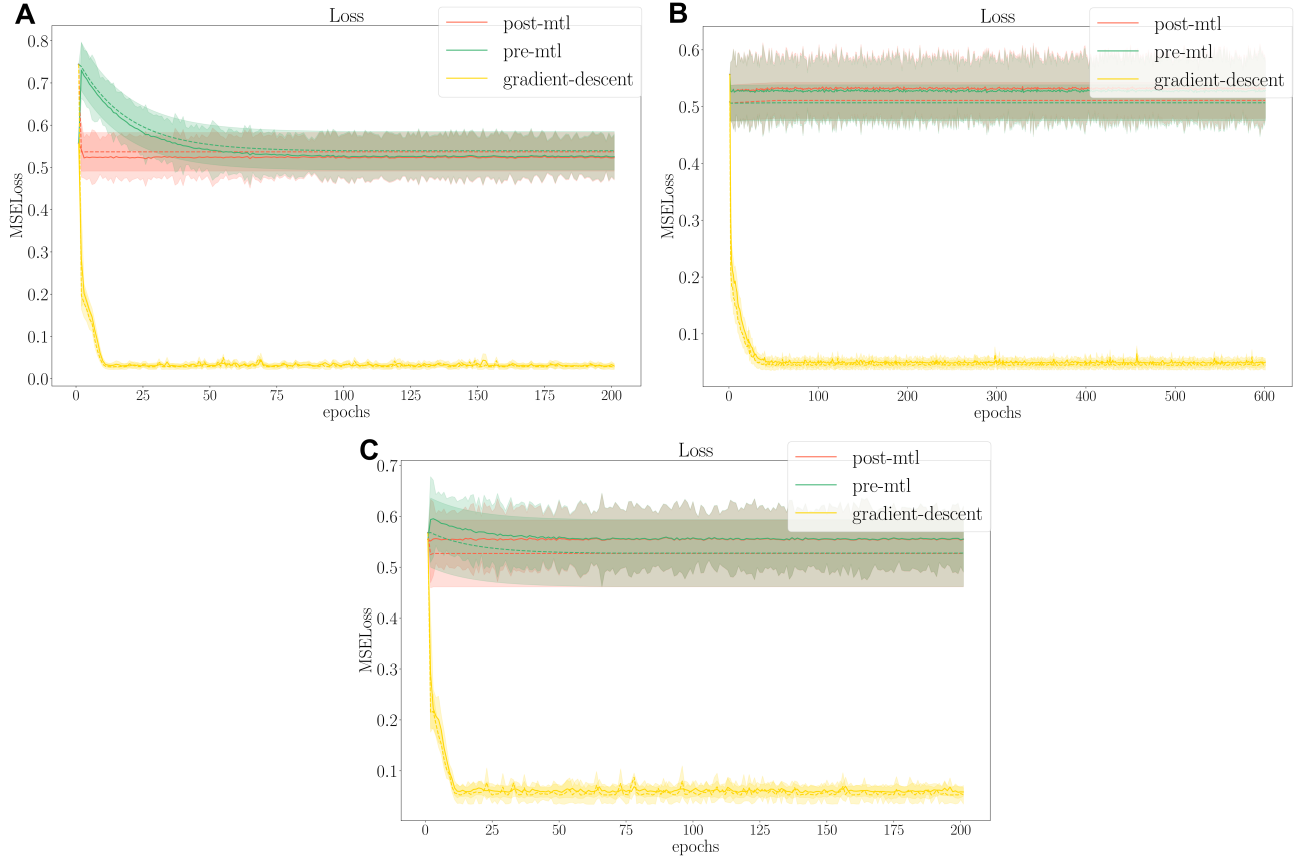 A
Loss
post-mtl
pre-mtl
gradient-descent
0.8
0.7
0.6
0.5
0.4
0.3
0.2
0.1
0.0
MSELoss
0 25 50 75 100 125 150 175 200
epochs
B
Loss
post-mtl
pre-mtl
gradient-descent
0.6
0.5
0.4
0.3
0.2
0.1
MSELoss
0 100 200 300 400 500 600
epochs
C
Loss
post-mtl
pre-mtl
gradient-descent
0.7
0.6
0.5
0.4
0.3
0.2
0.1
MSELoss
0 25 50 75 100 125 150 175 200
epochs